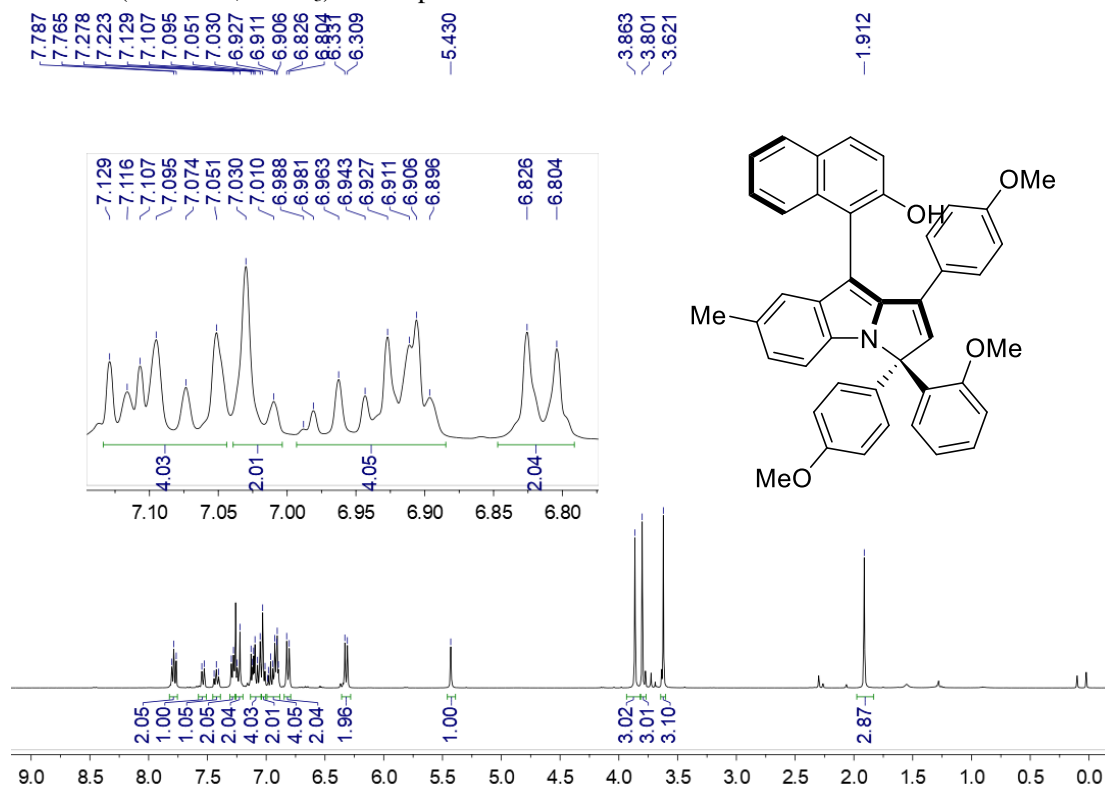 7.787 7.765 7.278 7.223 7.129 7.107 7.095 7.051 7.030 6.927 6.911 6.906 6.826 6.804 6.331 6.309 5.430 3.863 3.801 3.621 1.912
7.129 7.116 7.107 7.095 7.074 7.051 7.030 7.010 6.988 6.981 6.963 6.943 6.927 6.911 6.906 6.896 6.826 6.804
OMe
OH
Me
N
OMe
MeO
4.03 2.01 4.05 2.04
7.10 7.05 7.00 6.95 6.90 6.85 6.80
2.05 1.00 1.05 2.05 2.04 4.03 2.01 4.05 2.04 1.96 1.00 3.02 3.01 3.10 2.87
9.0 8.5 8.0 7.5 7.0 6.5 6.0 5.5 5.0 4.5 4.0 3.5 3.0 2.5 2.0 1.5 1.0 0.5 0.0